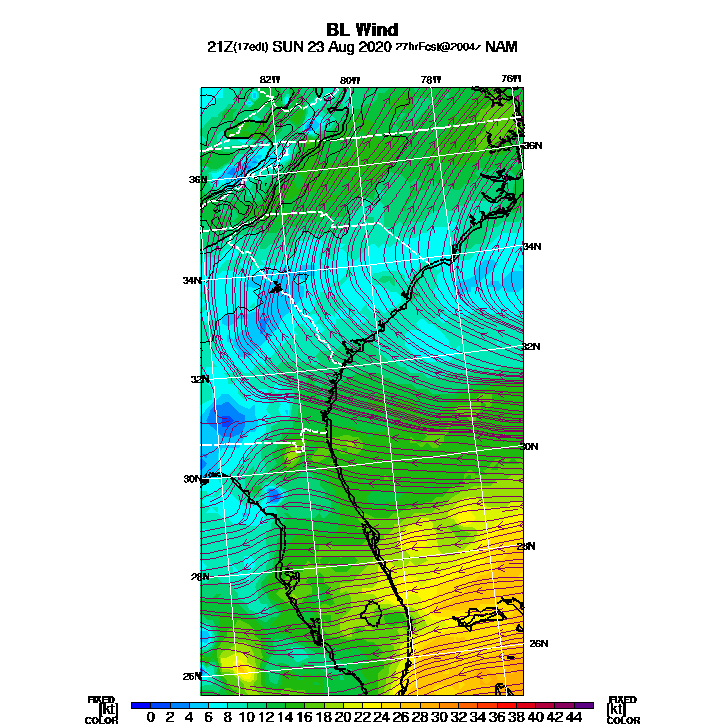 BL Wind
21Z(17edt) SUN 23 Aug 2020 27hrFcst@2004z NAM
82W 80W 78W 76W
36N
36N
34N
34N
32N
32N
30N
30N
28N
28N
26N
26N
FIXED FIXED
[kt] 0 2 4 6 8 10 12 14 16 18 20 22 24 26 28 30 32 34 36 38 40 42 44 [kt]
COLOR COLOR